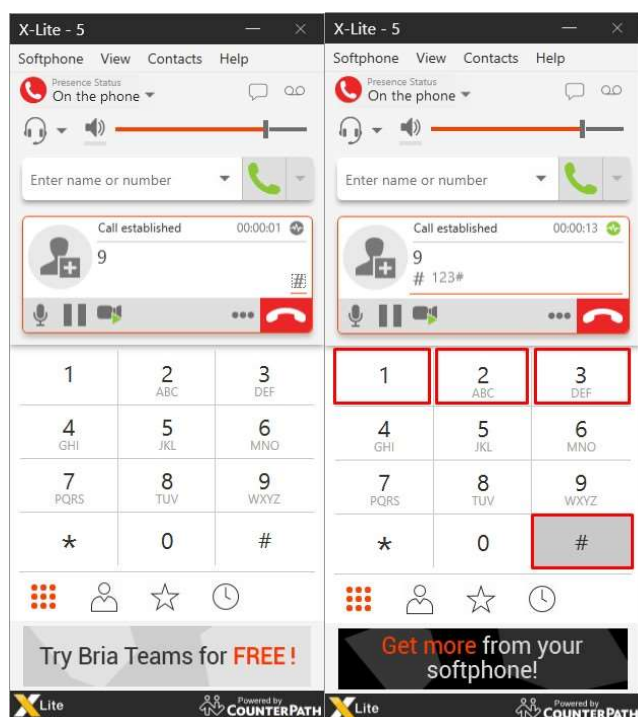 X-Lite - 5
Softphone View Contacts Help
Presence Status
On the phone
Enter name or number
Call established 00:00:01
9
#
1 2 3
ABC DEF
4 5 6
GHI JKL MNO
7 8 9
PQRS TUV WXYZ
* 0 #
Try Bria Teams for FREE!
X Lite Powered by
COUNTERPATH
X-Lite - 5
Softphone View Contacts Help
Presence Status
On the phone
Enter name or number
Call established 00:00:13
9
# 123#
1 2 3
ABC DEF
4 5 6
GHI JKL MNO
7 8 9
PQRS TUV WXYZ
* 0 #
Get more from your
softphone!
X Lite Powered by
COUNTERPATH